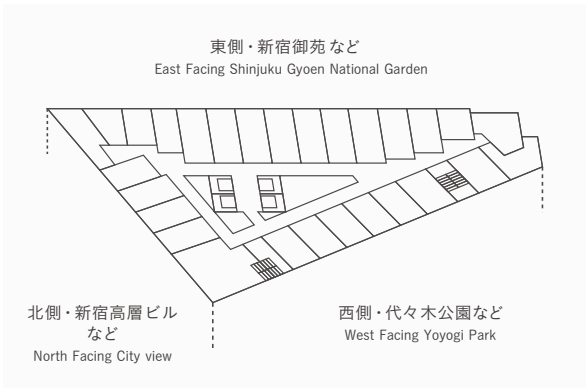 東側・新宿御苑など
East Facing Shinjuku Gyoen National Garden
北側・新宿高層ビル
など
North Facing City view
西側・代々木公園など
West Facing Yoyogi Park